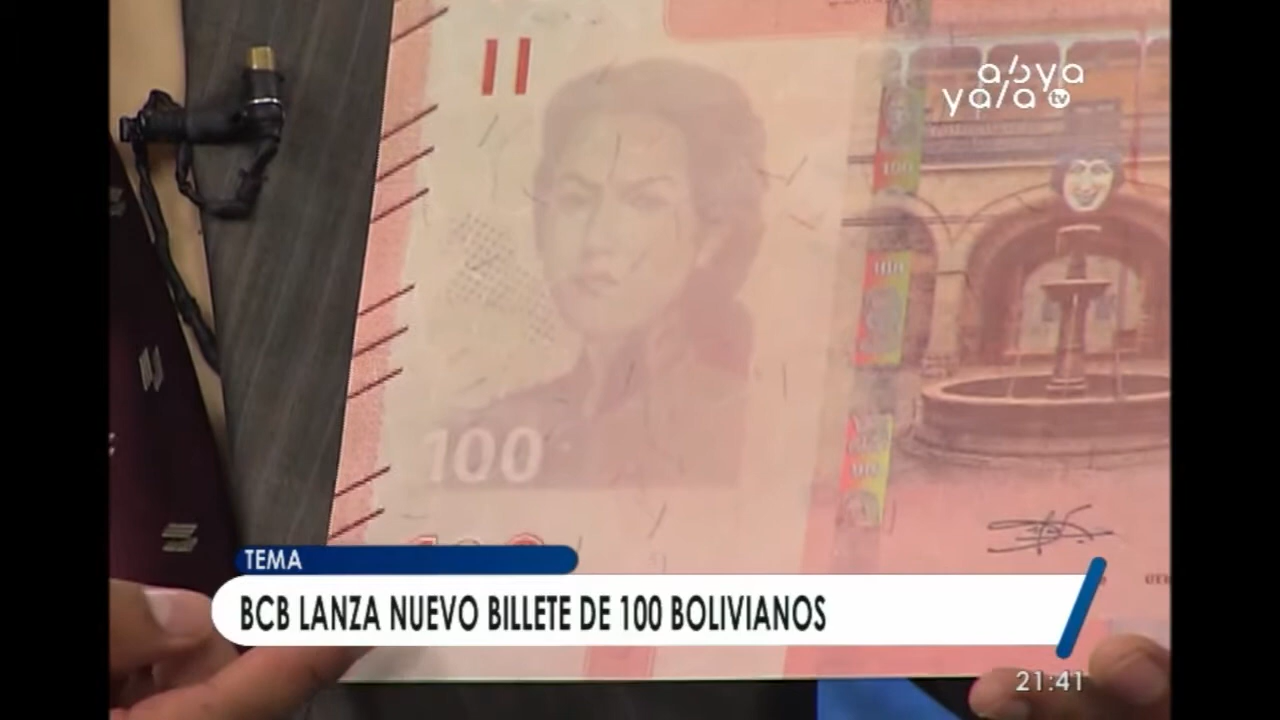 abya
yala tv
100
100
100
TEMA
BCB LANZA NUEVO BILLETE DE 100 BOLIVIANOS
21:41